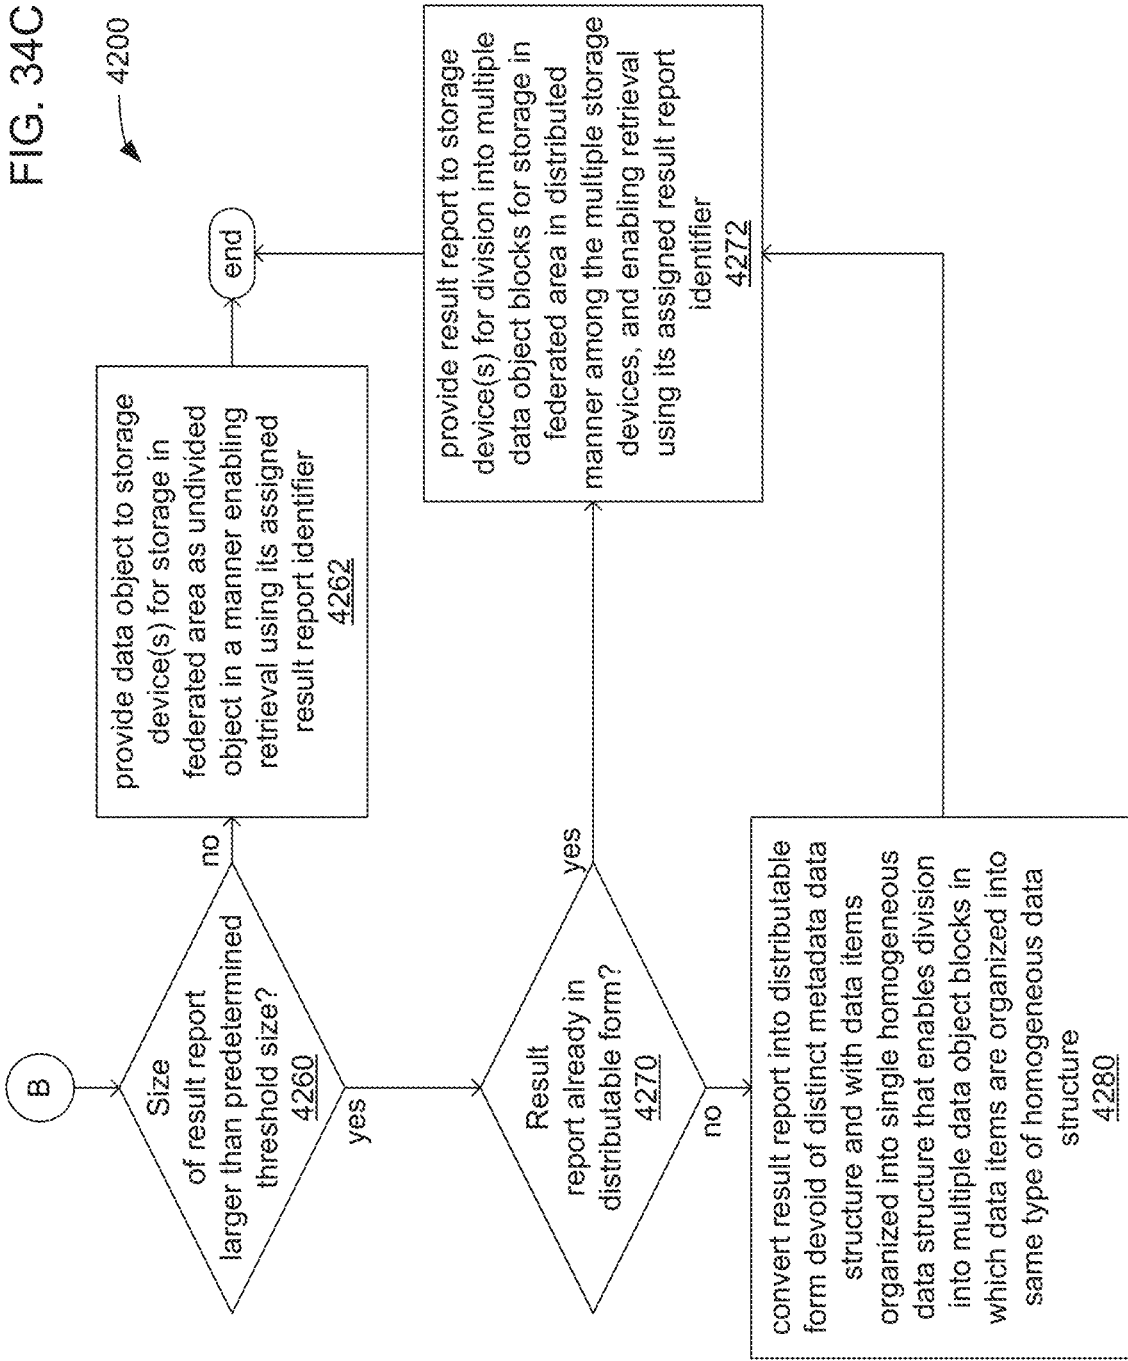 FIG. 34C
4200
B
Size
of result report
larger than predetermined
threshold size?
4260
no
yes
provide data object to storage
device(s) for storage in
federated area as undivided
object in a manner enabling
retrieval using its assigned
result report identifier
4262
end
Result
report already in
distributable form?
4270
yes
no
provide result report to storage
device(s) for division into multiple
data object blocks for storage in
federated area in distributed
manner among the multiple storage
devices, and enabling retrieval
using its assigned result report
identifier
4272
convert result report into distributable
form devoid of distinct metadata data
structure and with data items
organized into single homogeneous
data structure that enables division
into multiple data object blocks in
which data items are organized into
same type of homogeneous data
structure
4280